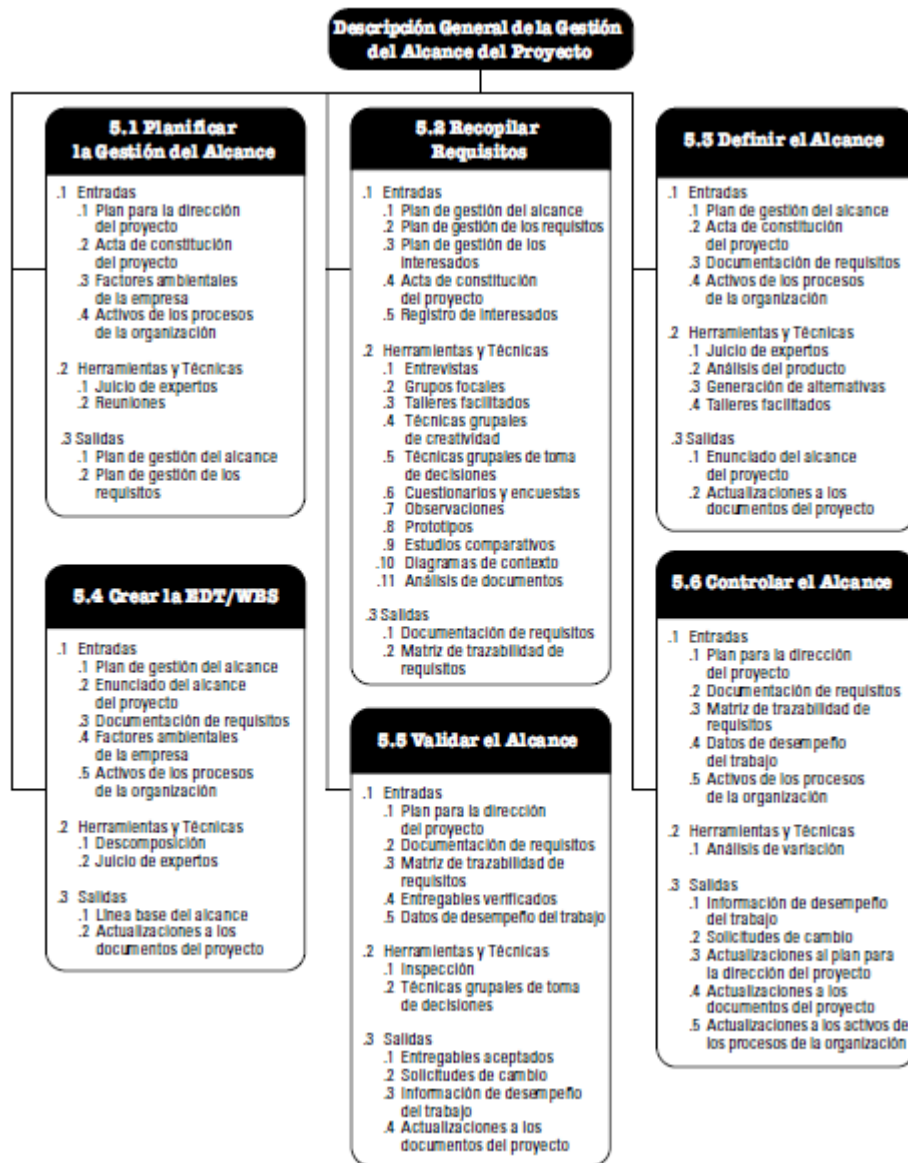 Descripción General de la Gestión
del Alcance del Proyecto
5.1 Planificar
la Gestión del Alcance
.1 Entradas
.1 Plan para la dirección
del proyecto
.2 Acta de constitución
del proyecto
.3 Factores ambientales
de la empresa
.4 Activos de los procesos
de la organización
.2 Herramientas y Técnicas
.1 Juicio de expertos
.2 Reuniones
.3 Salidas
.1 Plan de gestión del alcance
.2 Plan de gestión de los
requisitos
5.2 Recopilar
Requisitos
.1 Entradas
.1 Plan de gestión del alcance
.2 Plan de gestión de los requisitos
.3 Plan de gestión de los
interesados
.4 Acta de constitución
del proyecto
.5 Registro de interesados
.2 Herramientas y Técnicas
.1 Entrevistas
.2 Grupos focales
.3 Talleres facilitados
.4 Técnicas grupales
de creatividad
.5 Técnicas grupales de toma
de decisiones
.6 Cuestionarios y encuestas
.7 Observaciones
.8 Prototipos
.9 Estudios comparativos
.10 Diagramas de contexto
.11 Análisis de documentos
.3 Salidas
.1 Documentación de requisitos
.2 Matriz de trazabilidad de
requisitos
5.3 Definir el Alcance
.1 Entradas
.1 Plan de gestión del alcance
.2 Acta de constitución
del proyecto
.3 Documentación de requisitos
.4 Activos de los procesos
de la organización
.2 Herramientas y Técnicas
.1 Juicio de expertos
.2 Análisis del producto
.3 Generación de alternativas
.4 Talleres facilitados
.3 Salidas
.1 Enunciado del alcance
del proyecto
.2 Actualizaciones a los
documentos del proyecto
5.4 Crear la EDT/WBS
.1 Entradas
.1 Plan de gestión del alcance
.2 Enunciado del alcance
del proyecto
.3 Documentación de requisitos
.4 Factores ambientales
de la empresa
.5 Activos de los procesos
de la organización
.2 Herramientas y Técnicas
.1 Descomposición
.2 Juicio de expertos
.3 Salidas
.1 Línea base del alcance
.2 Actualizaciones a los
documentos del proyecto
5.5 Validar el Alcance
.1 Entradas
.1 Plan para la dirección
del proyecto
.2 Documentación de requisitos
.3 Matriz de trazabilidad de
requisitos
.4 Entregables verificados
.5 Datos de desempeño del trabajo
.2 Herramientas y Técnicas
.1 Inspección
.2 Técnicas grupales de toma
de decisiones
.3 Salidas
.1 Entregables aceptados
.2 Solicitudes de cambio
.3 Información de desempeño
del trabajo
.4 Actualizaciones a los
documentos del proyecto
5.6 Controlar el Alcance
.1 Entradas
.1 Plan para la dirección
del proyecto
.2 Documentación de requisitos
.3 Matriz de trazabilidad de
requisitos
.4 Datos de desempeño
del trabajo
.5 Activos de los procesos
de la organización
.2 Herramientas y Técnicas
.1 Análisis de variación
.3 Salidas
.1 Información de desempeño
del trabajo
.2 Solicitudes de cambio
.3 Actualizaciones al plan para
la dirección del proyecto
.4 Actualizaciones a los
documentos del proyecto
.5 Actualizaciones a los activos de
los procesos de la organización